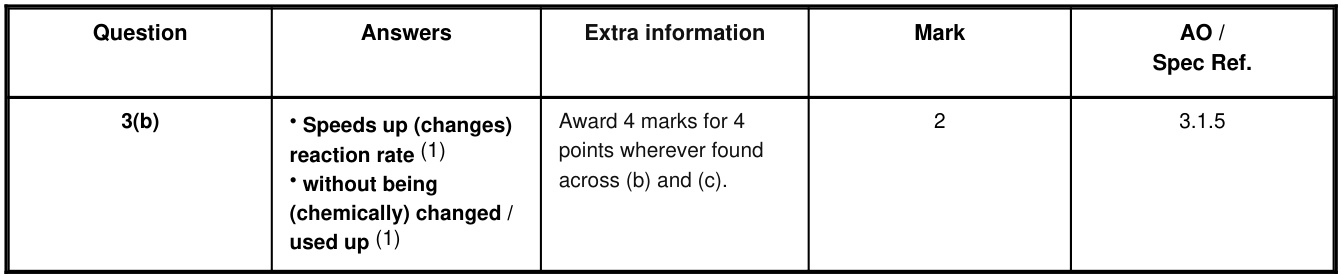 Question Answers Extra information Mark AO /
Spec Ref.
3(b) • Speeds up (changes) Award 4 marks for 4 2 3.1.5
reaction rate (1) points wherever found
• without being across (b) and (c).
(chemically) changed /
used up (1)